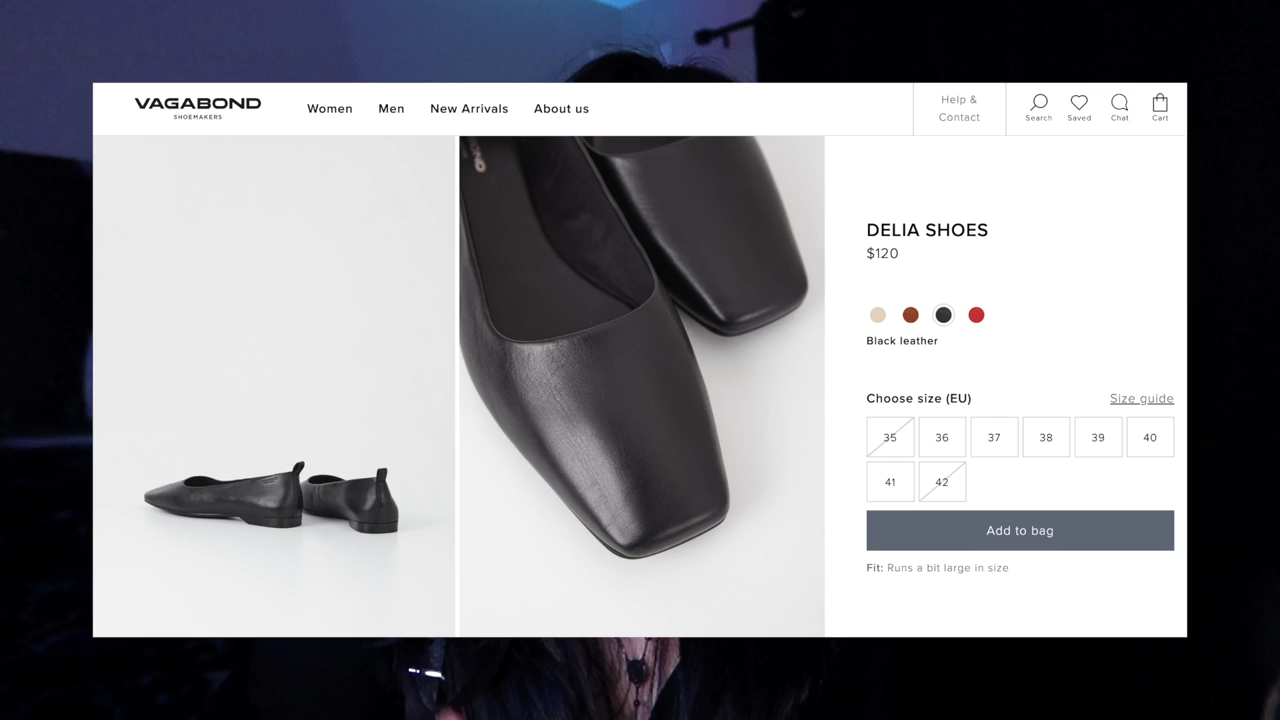 VAGABOND
SHOEMAKERS
Women Men New Arrivals About us
Help &
Contact
Search Saved Chat Cart
DELIA SHOES
$120
Black leather
Choose size (EU) Size guide
35 36 37 38 39 40
41 42
Add to bag
Fit: Runs a bit large in size